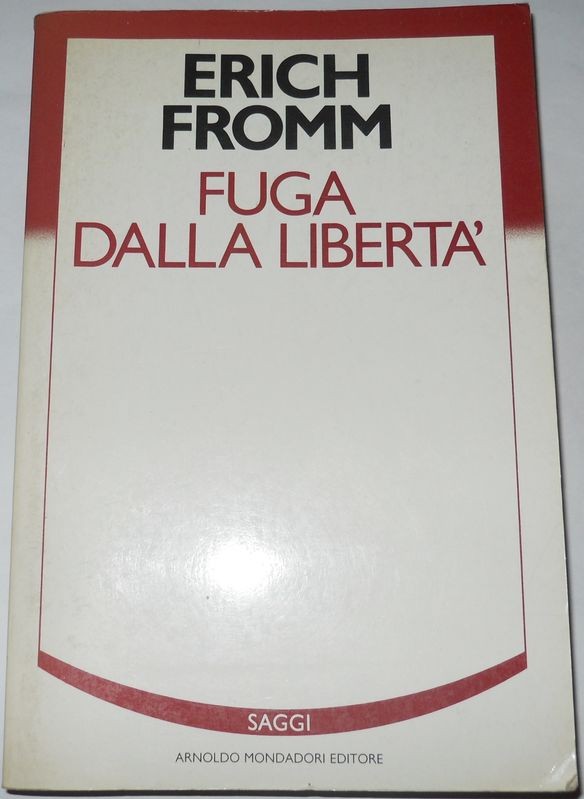 ERICH
FROMM
FUGA
DALLA LIBERTA'
SAGGI
ARNOLDO MONDADORI EDITORE